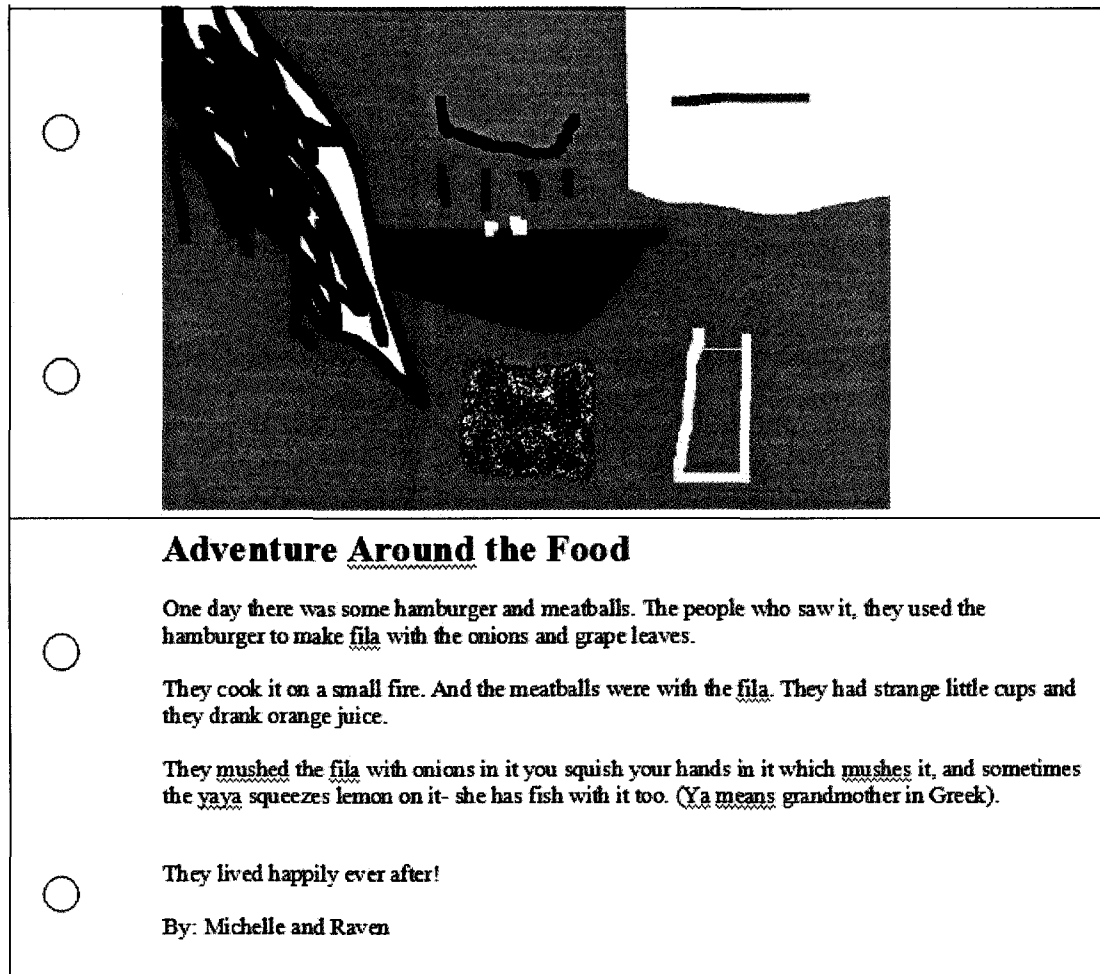 Adventure Around the Food
One day there was some hamburger and meatballs. The people who saw it, they used the
hamburger to make fila with the onions and grape leaves.
They cook it on a small fire. And the meatballs were with the fila. They had strange little cups and
they drank orange juice.
They mushed the fila with onions in it you squish your hands in it which mushes it, and sometimes
the yaya squeezes lemon on it- she has fish with it too. (Ya means grandmother in Greek).
They lived happily ever after!
By: Michelle and Raven